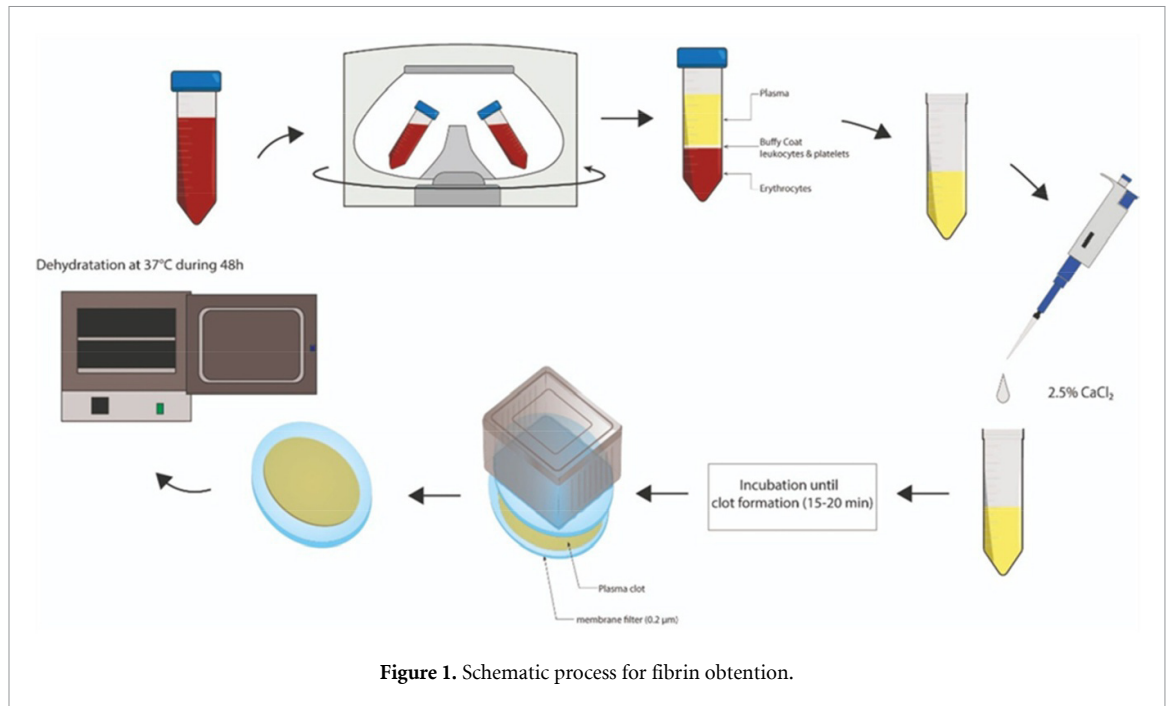 Plasma
Buffy Coat
leukocytes & platelets
Erythrocytes
Dehydratation at 37°C during 48h
2.5% CaCl₂
Incubation until
clot formation (15-20 min)
Plasma clot
membrane filter (0.2 μm)
Figure 1. Schematic process for fibrin obtention.